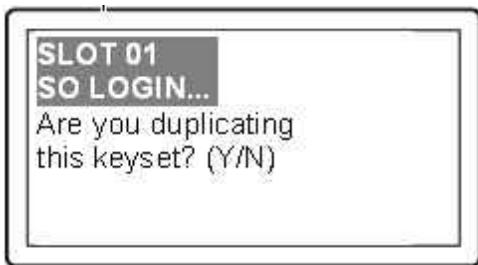 SLOT 01
SO LOGIN...
Are you duplicating
this keyset? (Y/N)